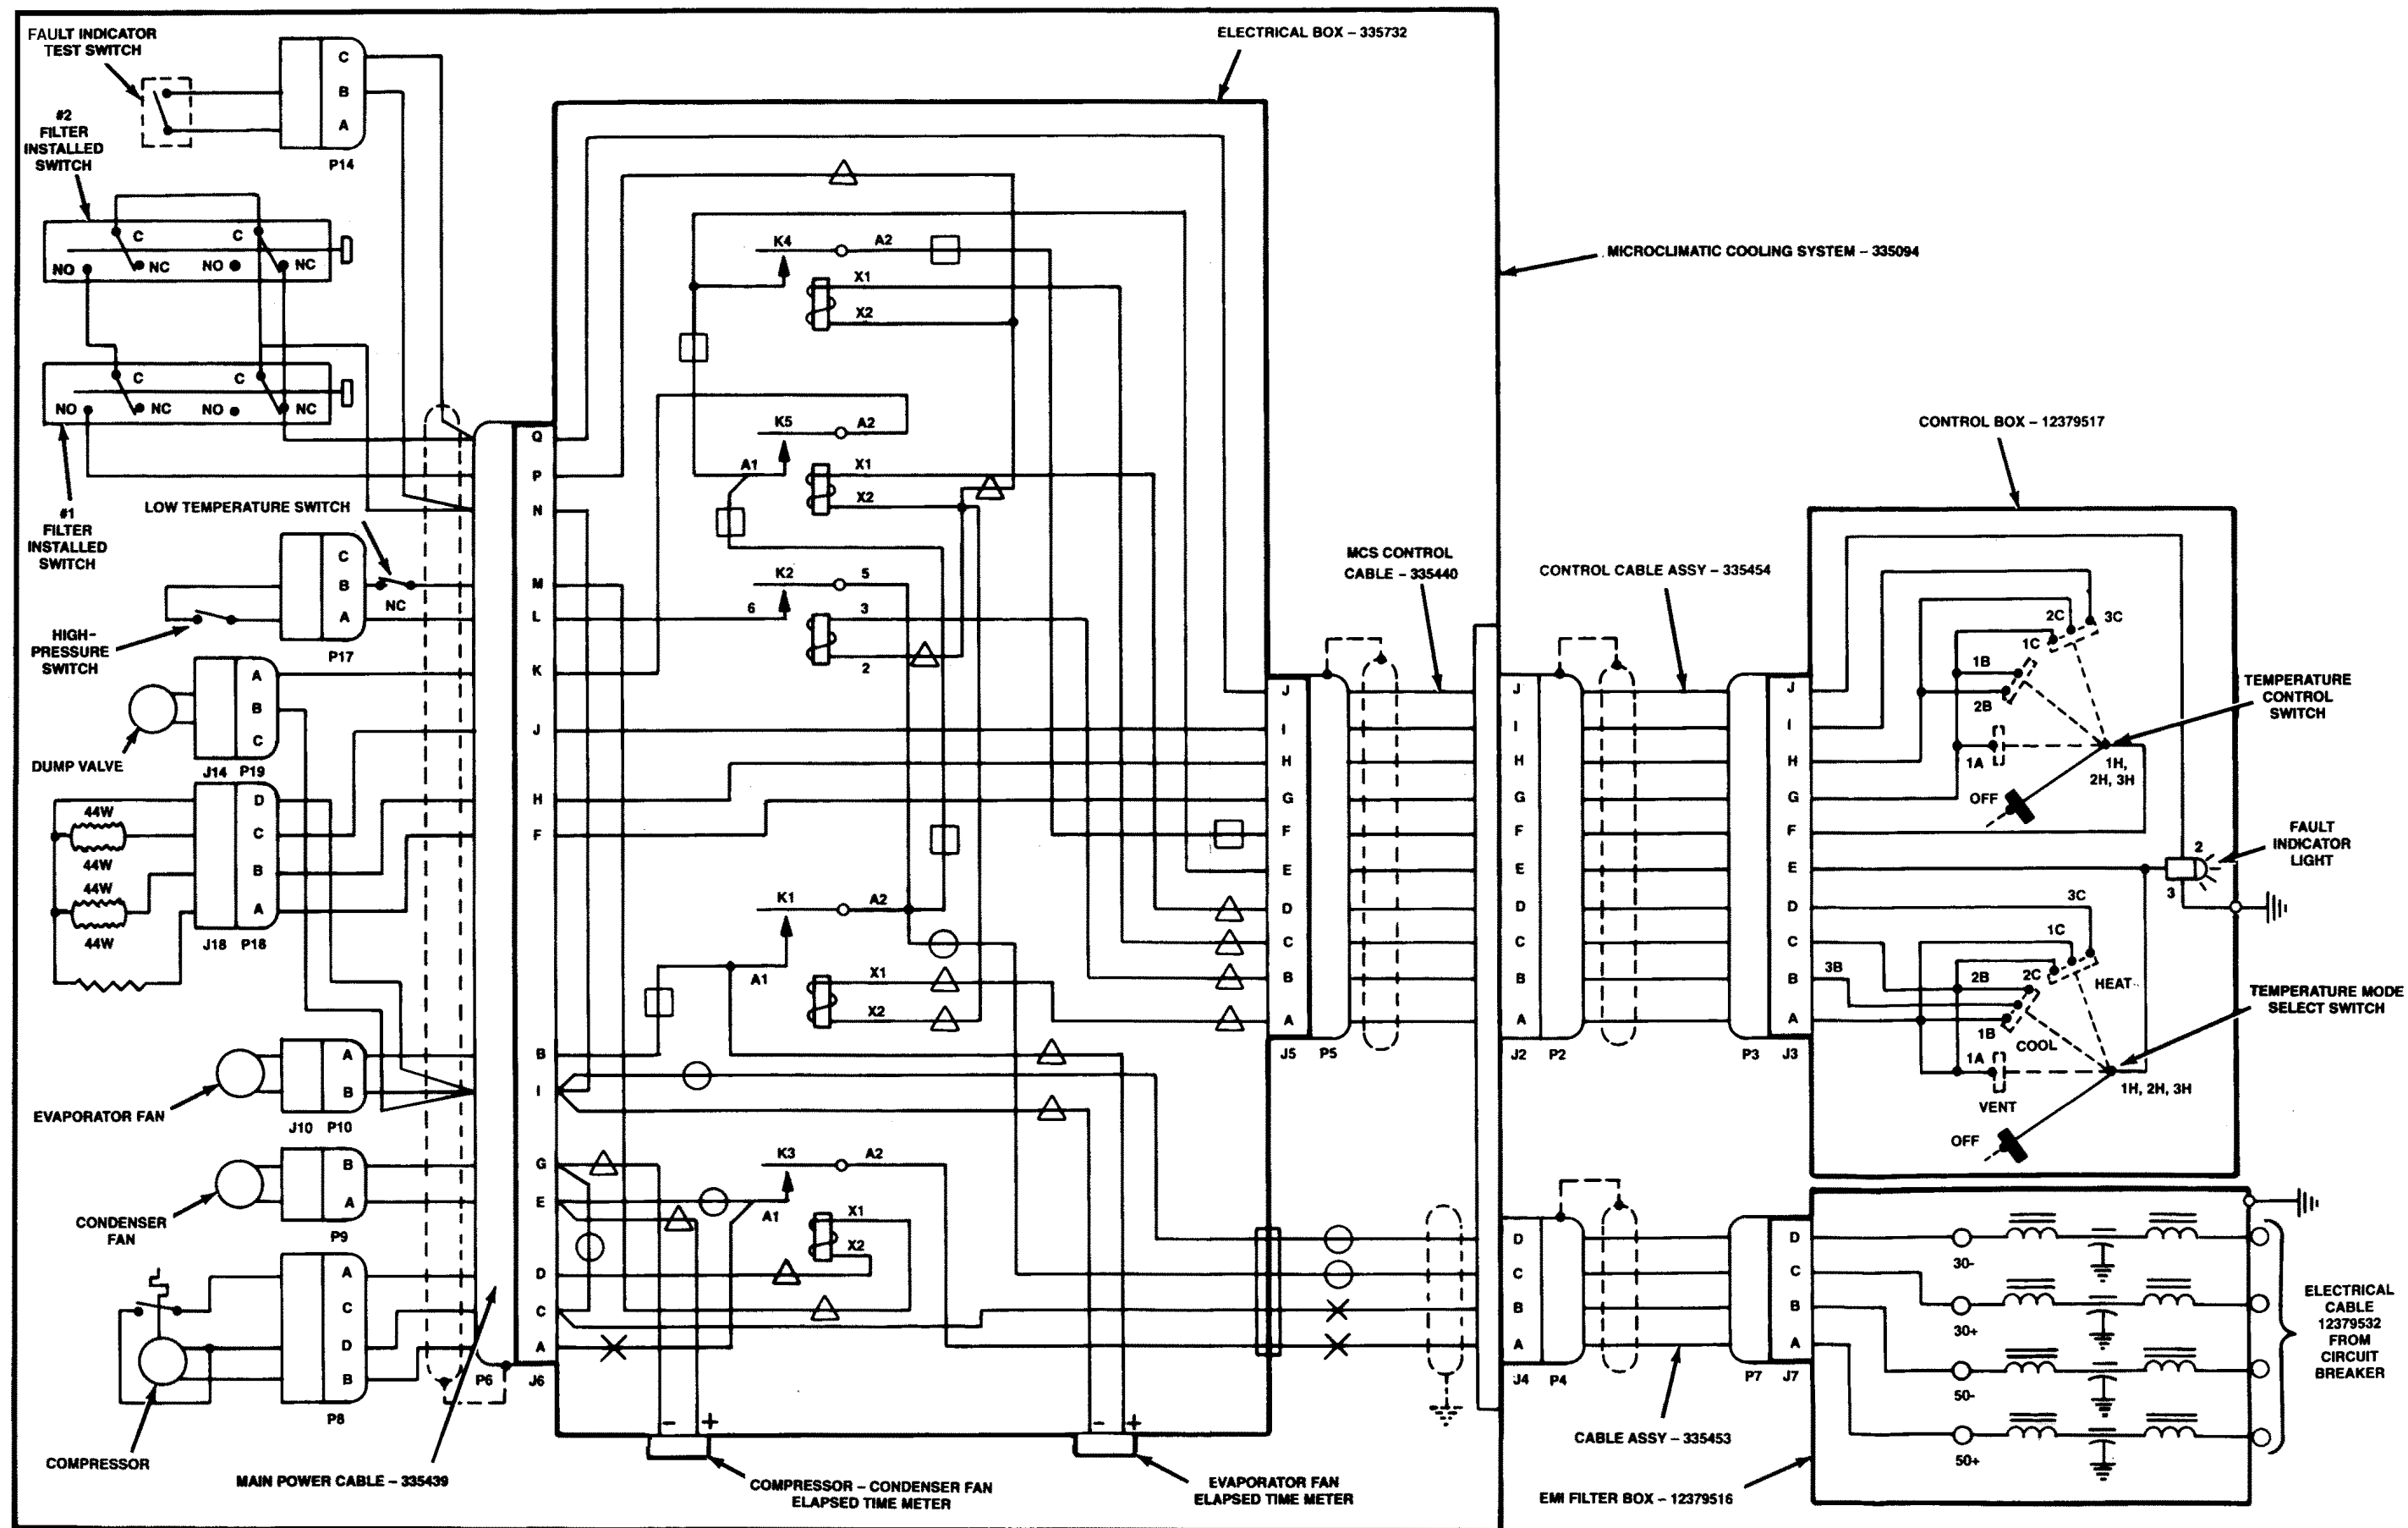 FAULT INDICATOR
TEST SWITCH
C
B
A
P14
#2
FILTER
INSTALLED
SWITCH
C
C
NO
NC
NO
NC
C
C
NO
NC
NO
NC
#1
FILTER
INSTALLED
SWITCH
LOW TEMPERATURE SWITCH
C
B
A
NC
P17
HIGH-
PRESSURE
SWITCH
A
B
C
J14
P19
DUMP VALVE
44W
44W
44W
44W
D
C
B
A
J18
P18
A
B
J10
P10
EVAPORATOR FAN
B
A
P9
CONDENSER
FAN
A
C
D
B
P8
COMPRESSOR
MAIN POWER CABLE – 335439
P6
J6
Q
P
N
M
L
K
J
H
F
B
I
G
E
D
C
A
ELECTRICAL BOX – 335732
K4
A2
X1
X2
K5
A2
A1
X1
X2
K2
5
6
3
2
K1
A2
A1
X1
X2
K3
A2
A1
X1
X2
-
+
COMPRESSOR – CONDENSER FAN
ELAPSED TIME METER
-
+
EVAPORATOR FAN
ELAPSED TIME METER
J
I
H
G
F
E
D
C
B
A
J5
P5
MCS CONTROL
CABLE – 335440
MICROCLIMATIC COOLING SYSTEM – 335094
J
I
H
G
F
E
D
C
B
A
J2
P2
CONTROL CABLE ASSY – 335454
D
C
B
A
J4
P4
CABLE ASSY – 335453
CONTROL BOX – 12379517
J
I
H
G
F
E
D
C
B
A
P3
J3
2C
3C
1C
1B
2B
1A
1H,
2H, 3H
OFF
TEMPERATURE
CONTROL
SWITCH
2
3
FAULT
INDICATOR
LIGHT
3C
1C
3B
2B
2C
HEAT
1B
COOL
1A
VENT
1H, 2H, 3H
OFF
TEMPERATURE MODE
SELECT SWITCH
D
C
B
A
P7
J7
30-
30+
50-
50+
ELECTRICAL
CABLE
12379532
FROM
CIRCUIT
BREAKER
EMI FILTER BOX – 12379516